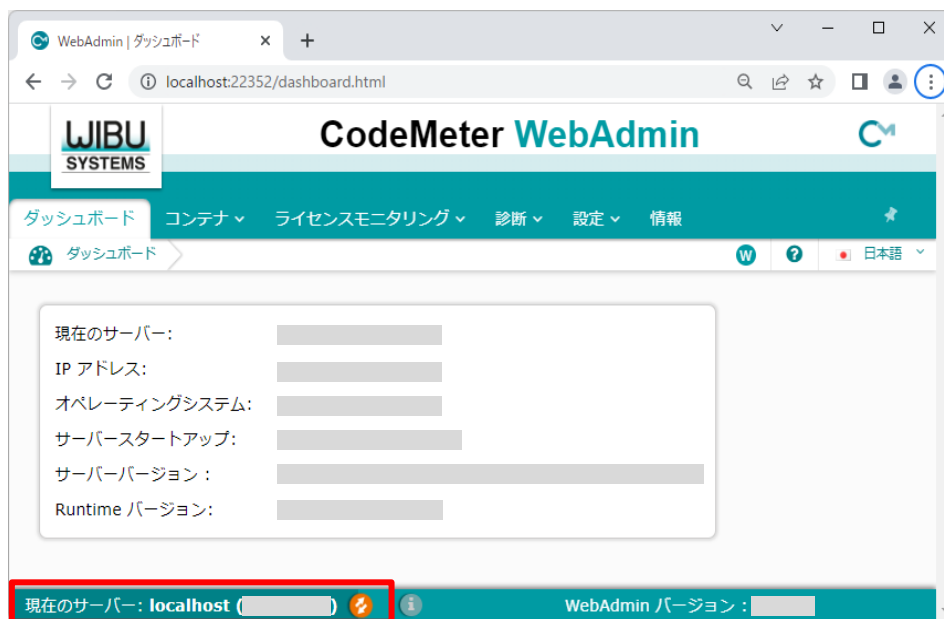 WebAdmin | ダッシュボード
localhost:22352/dashboard.html
WIBU
SYSTEMS
CodeMeter WebAdmin
CM
ダッシュボード コンテナ ライセンスモニタリング 診断 設定 情報
ダッシュボード W ? 日本語
現在のサーバー:
IP アドレス:
オペレーティングシステム:
サーバースタートアップ:
サーバーバージョン :
Runtime バージョン:
現在のサーバー: localhost ( ) i WebAdmin バージョン :